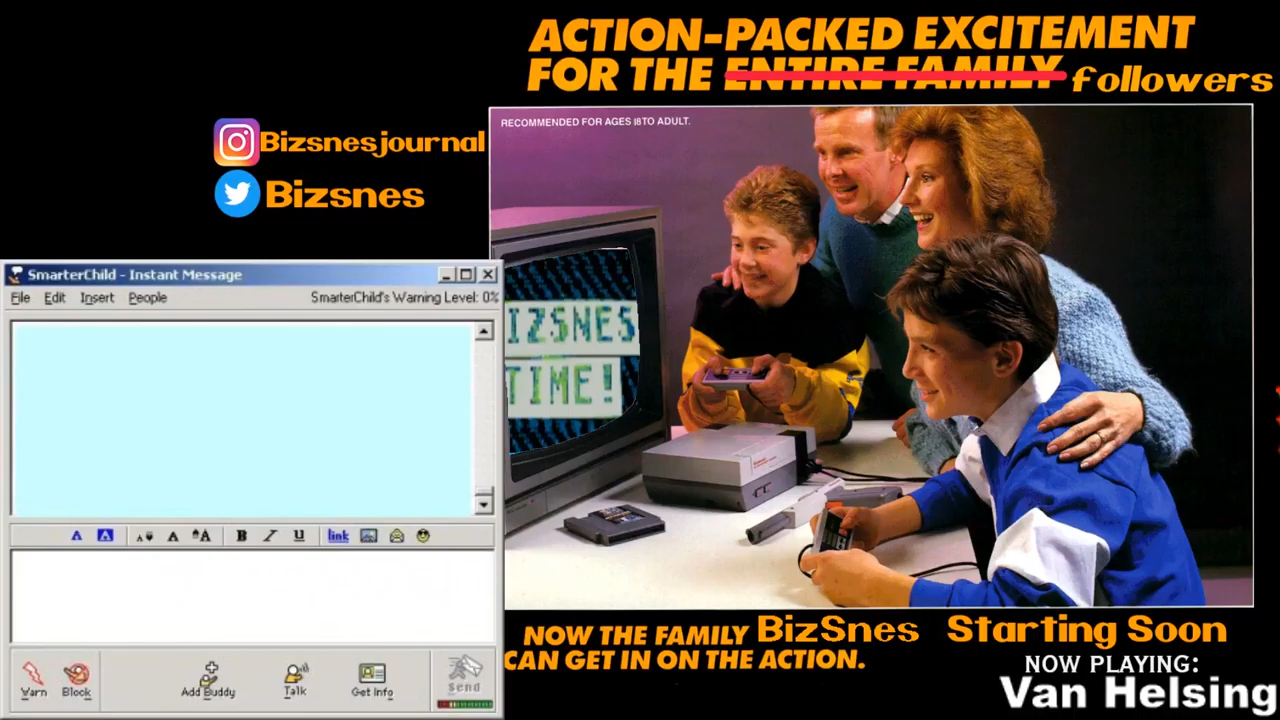 ACTION-PACKED EXCITEMENT
FOR THE ENTIRE FAMILY followers
RECOMMENDED FOR AGES 18 TO ADULT.
Bizsnesjournal
Bizsnes
SmarterChild - Instant Message
File Edit Insert People SmarterChild's Warning Level: 0%
IZSNES
TIME!
A A A A A B I U link
Warn Block Add Buddy Talk Get Info Send
NOW THE FAMILY BizSnes Starting Soon
CAN GET IN ON THE ACTION.
NOW PLAYING:
Van Helsing